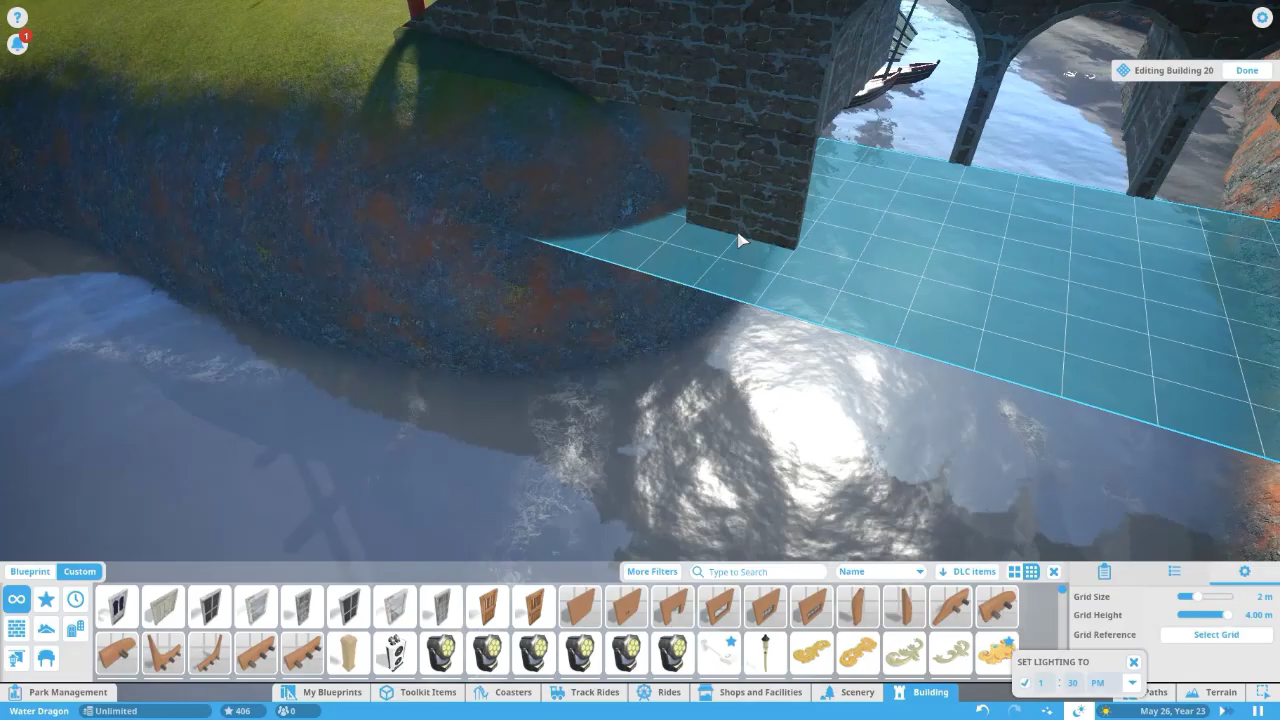 ?
1
Editing Building 20
Done
Blueprint
Custom
More Filters
Type to Search
Name
DLC items
Grid Size
2 m
Grid Height
4.00 m
Grid Reference
Select Grid
SET LIGHTING TO
1 : 30 PM
Park Management
My Blueprints
Toolkit Items
Coasters
Track Rides
Rides
Shops and Facilities
Scenery
Building
Paths
Terrain
Water Dragon
Unlimited
406
0
May 26, Year 23